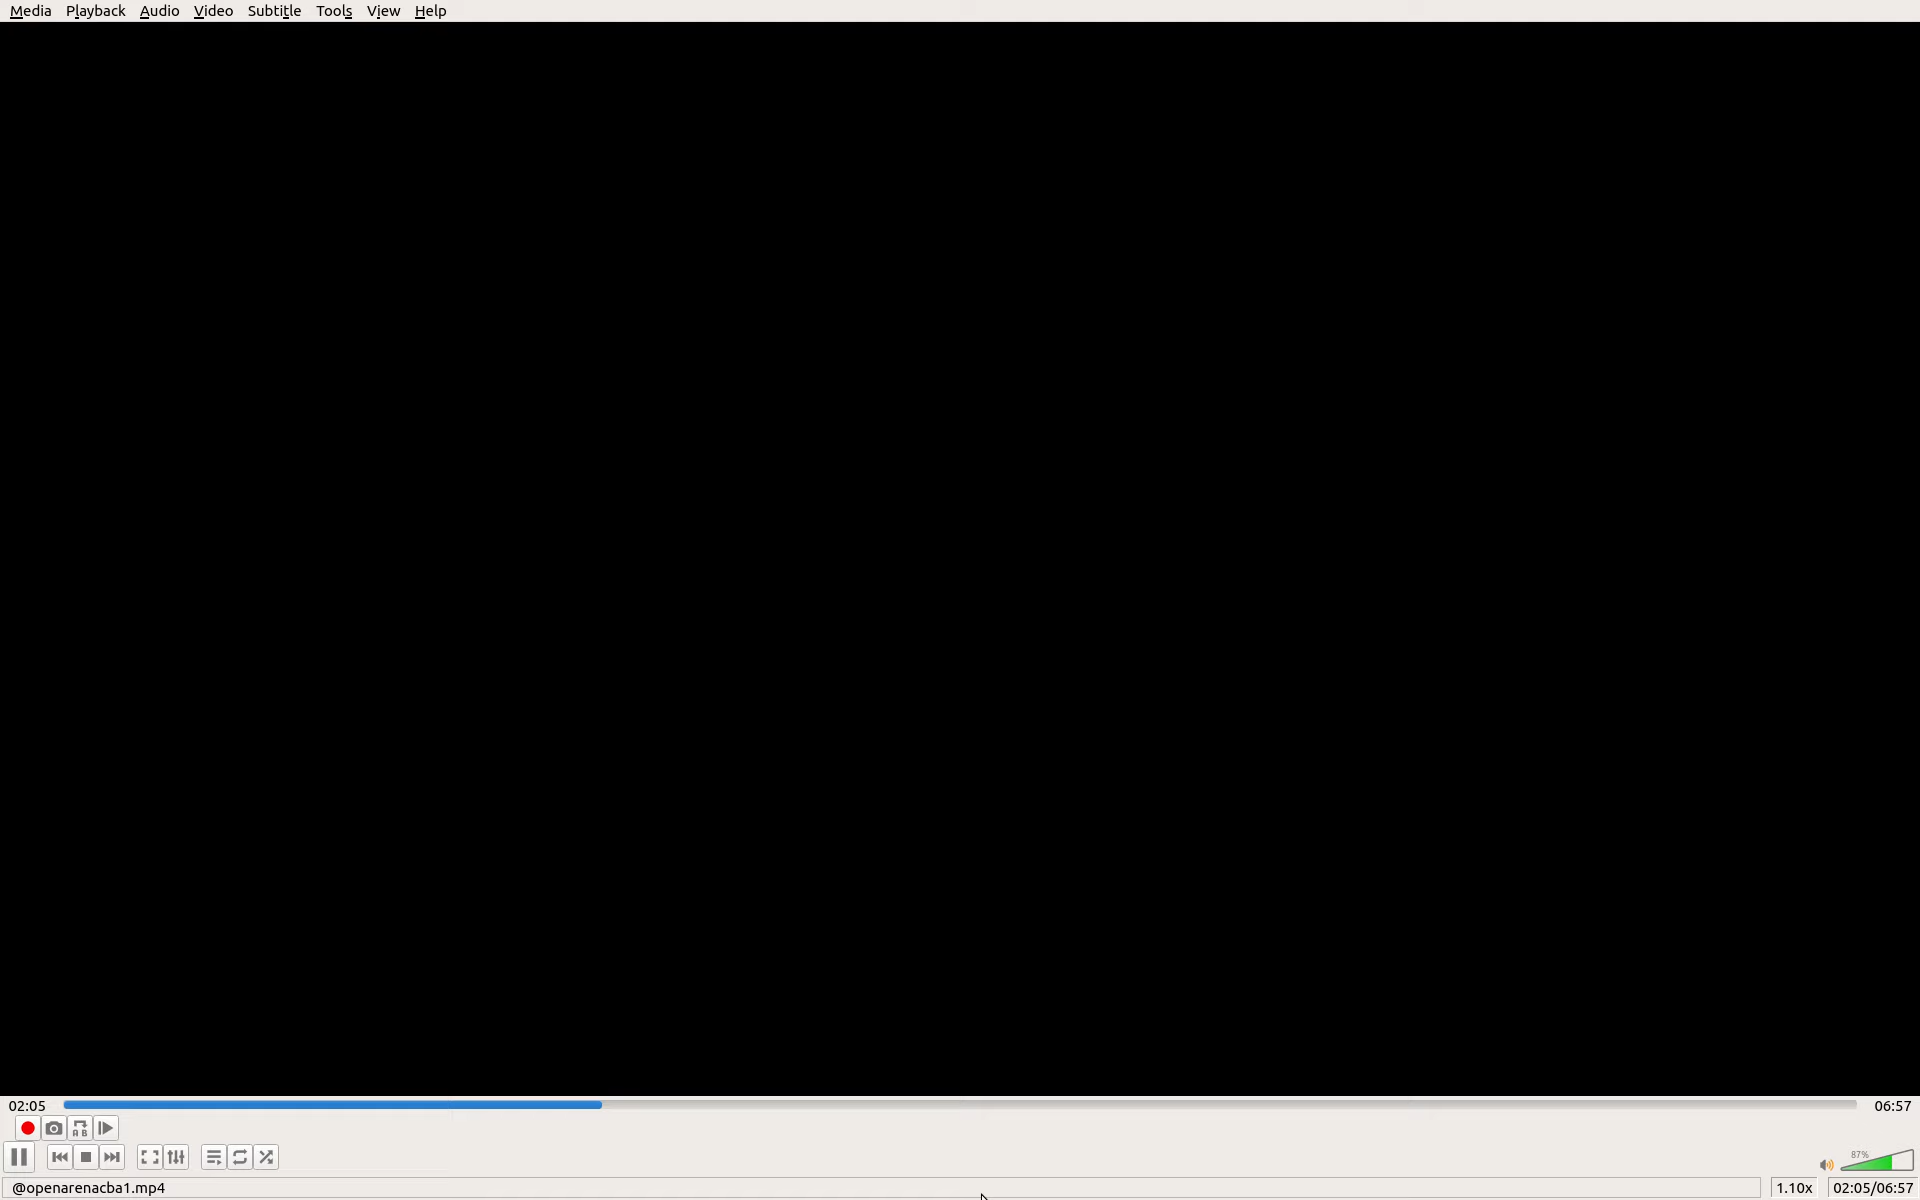 Media Playback Audio Video Subtitle Tools View Help
02:05 06:57
A B
87%
@openarenacba1.mp4 1.10x 02:05/06:57